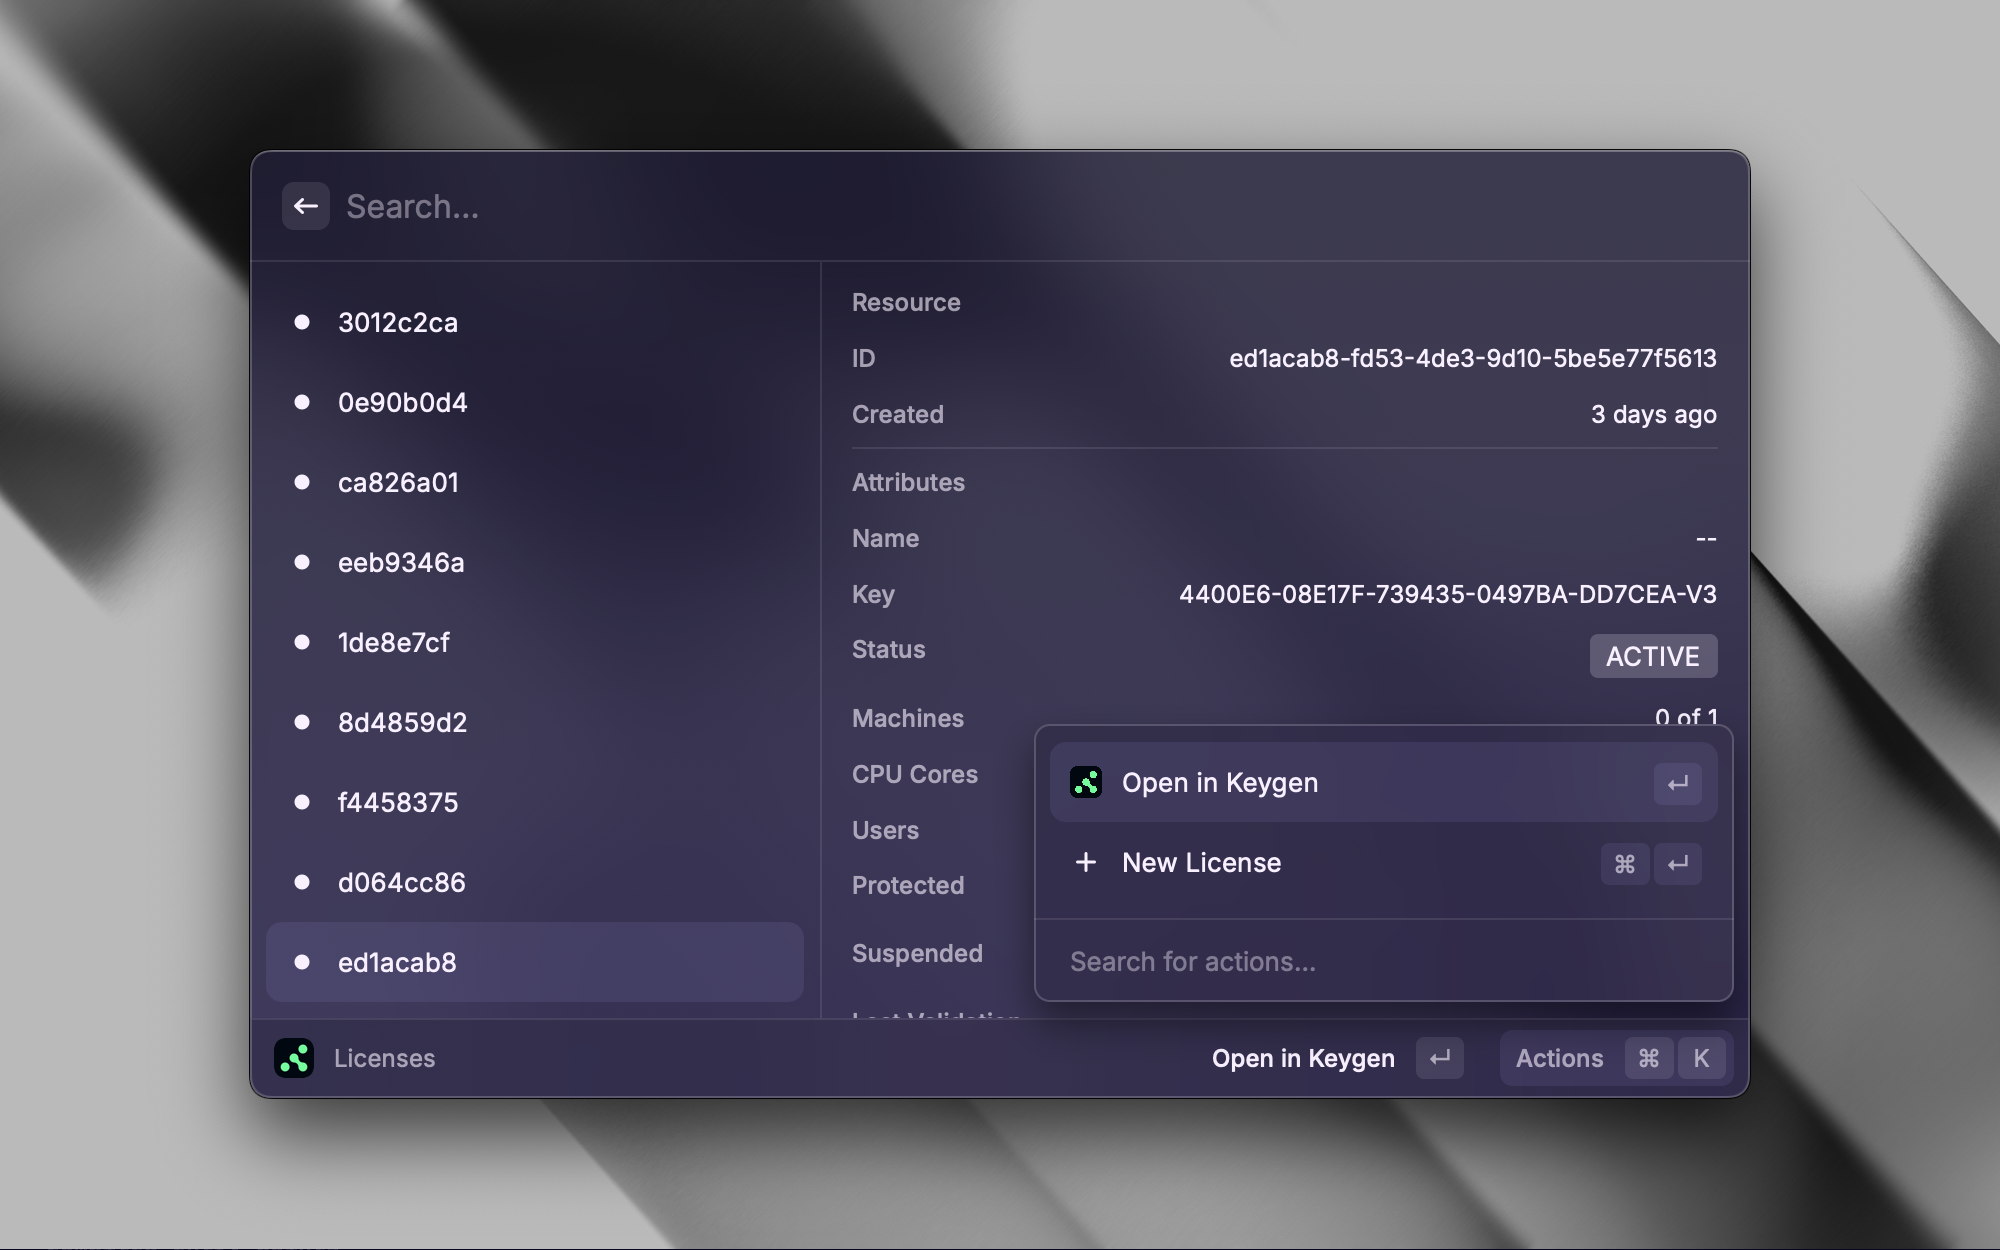 Search...
3012c2ca
0e90b0d4
ca826a01
eeb9346a
1de8e7cf
8d4859d2
f4458375
d064cc86
ed1acab8
Resource
ID ed1acab8-fd53-4de3-9d10-5be5e77f5613
Created 3 days ago
Attributes
Name --
Key 4400E6-08E17F-739435-0497BA-DD7CEA-V3
Status ACTIVE
Machines 0 of 1
CPU Cores
Users
Protected
Suspended
Last Validation
Open in Keygen ↵
+ New License ⌘ ↵
Search for actions...
Licenses
Open in Keygen ↵
Actions ⌘ K